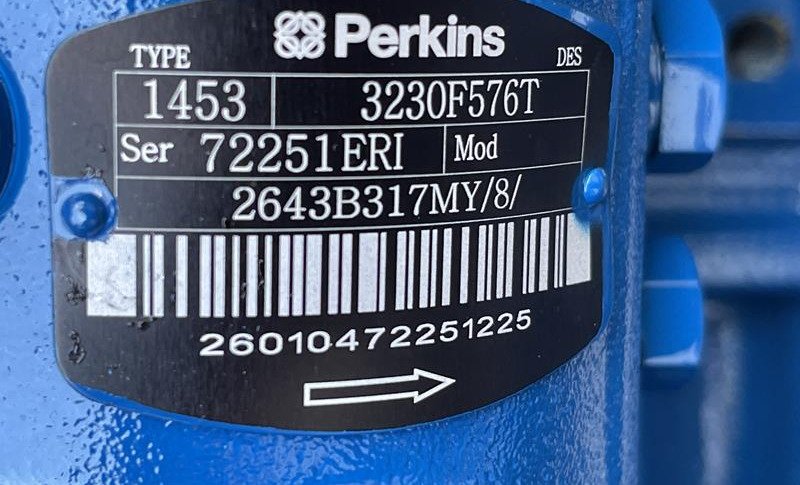 Perkins
TYPE DES
1453 3230F576T
Ser 72251ERI Mod
2643B317MY/8/
26010472251225